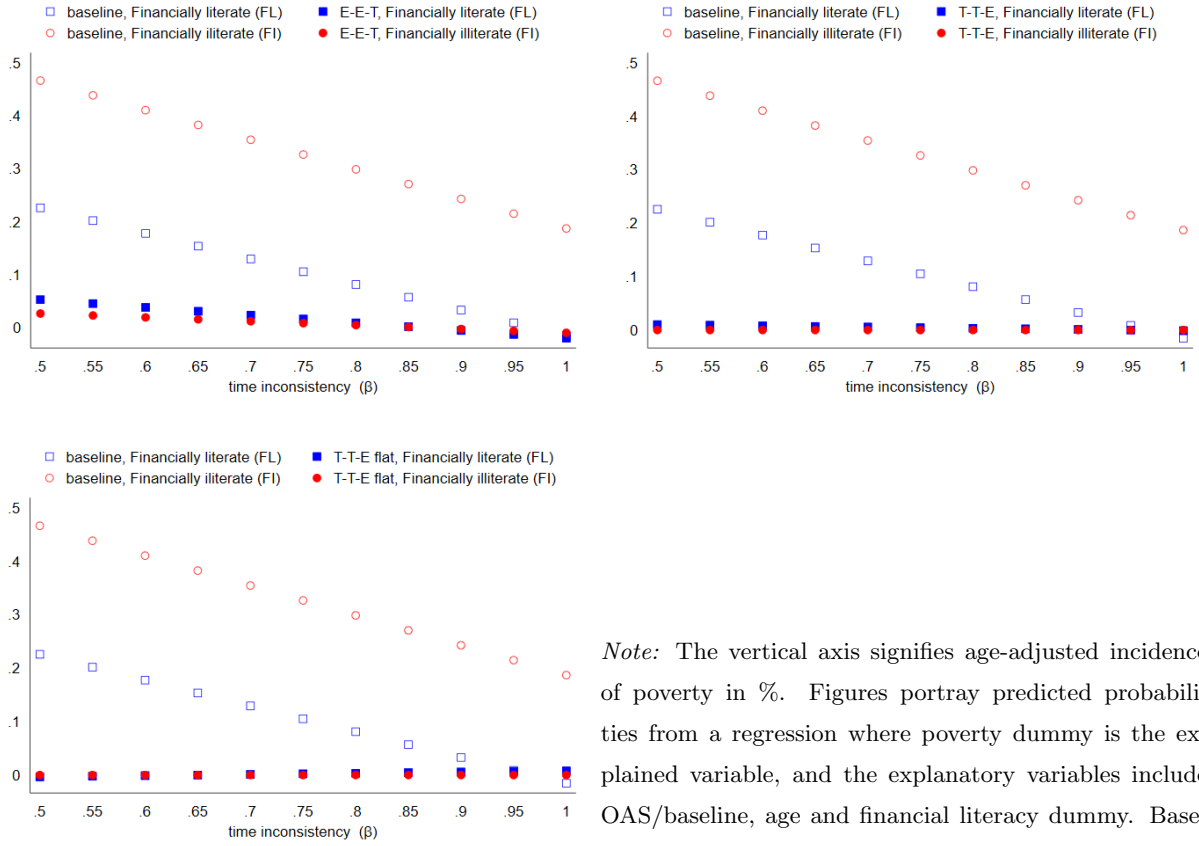 baseline, Financially literate (FL) E-E-T, Financially literate (FL)
baseline, Financially illiterate (FI) E-E-T, Financially illiterate (FI)
.5
.4
.3
.2
.1
0
.5 .55 .6 .65 .7 .75 .8 .85 .9 .95 1
time inconsistency (β)
baseline, Financially literate (FL) T-T-E, Financially literate (FL)
baseline, Financially illiterate (FI) T-T-E, Financially illiterate (FI)
.5
.4
.3
.2
.1
0
.5 .55 .6 .65 .7 .75 .8 .85 .9 .95 1
time inconsistency (β)
baseline, Financially literate (FL) T-T-E flat, Financially literate (FL)
baseline, Financially illiterate (FI) T-T-E flat, Financially illiterate (FI)
.5
.4
.3
.2
.1
0
.5 .55 .6 .65 .7 .75 .8 .85 .9 .95 1
time inconsistency (β)
Note: The vertical axis signifies age-adjusted incidence
of poverty in %. Figures portray predicted probabili
ties from a regression where poverty dummy is the ex
plained variable, and the explanatory variables include
OAS/baseline, age and financial literacy dummy. Base